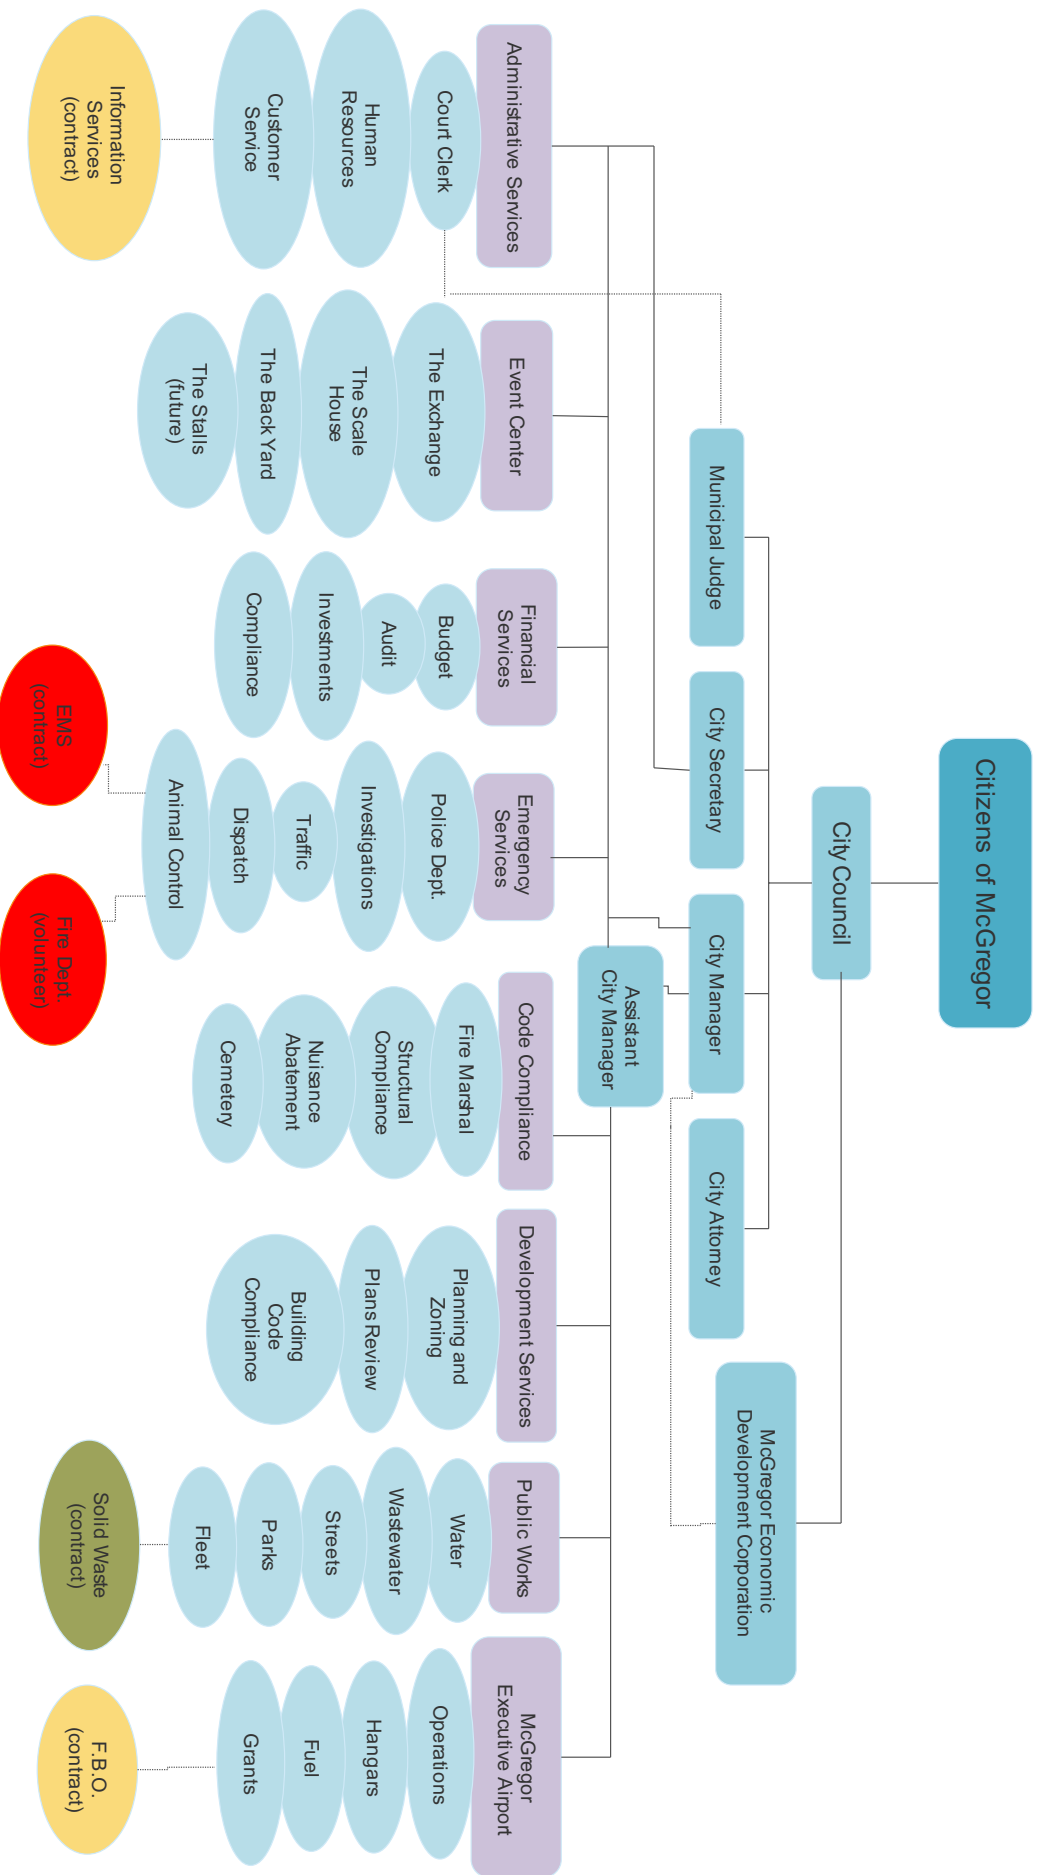 Citizens of McGregor
City Council
McGregor Economic
Development Corporation
Municipal Judge
City Secretary
City Manager
City Attorney
Assistant
City Manager
Administrative Services
Court Clerk
Human
Resources
Customer
Service
Information
Services
(contract)
Event Center
The Exchange
The Scale
House
The Back Yard
The Stalls
(future)
Financial
Services
Budget
Audit
Investments
Compliance
Emergency
Services
Police Dept.
Investigations
Traffic
Dispatch
Animal Control
EMS
(contract)
Fire Dept.
(volunteer)
Code Compliance
Fire Marshal
Structural
Compliance
Nuisance
Abatement
Cemetery
Development Services
Planning and
Zoning
Plans Review
Building
Code
Compliance
Public Works
Water
Wastewater
Streets
Parks
Fleet
Solid Waste
(contract)
McGregor
Executive Airport
Operations
Hangars
Fuel
Grants
F.B.O.
(contract)